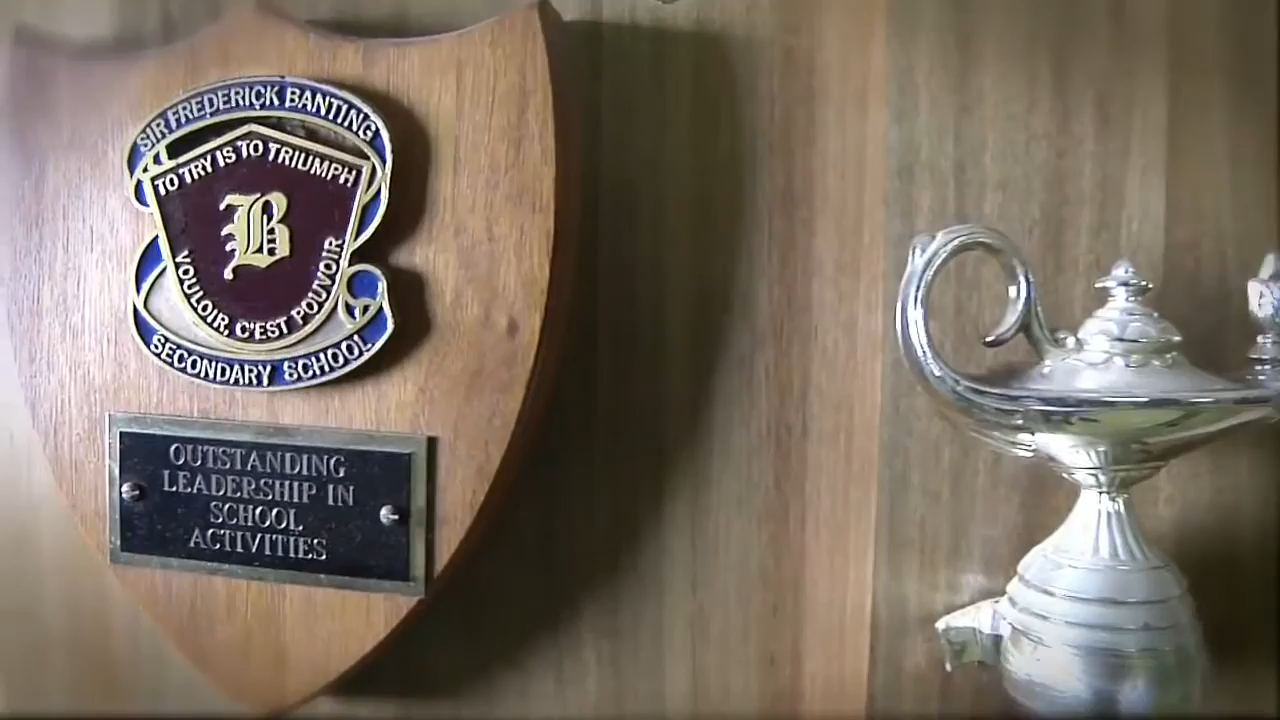 SIR FREDERICK BANTING
TO TRY IS TO TRIUMPH
B
VOULOIR, C'EST POUVOIR
SECONDARY SCHOOL
OUTSTANDING
LEADERSHIP IN
SCHOOL
ACTIVITIES